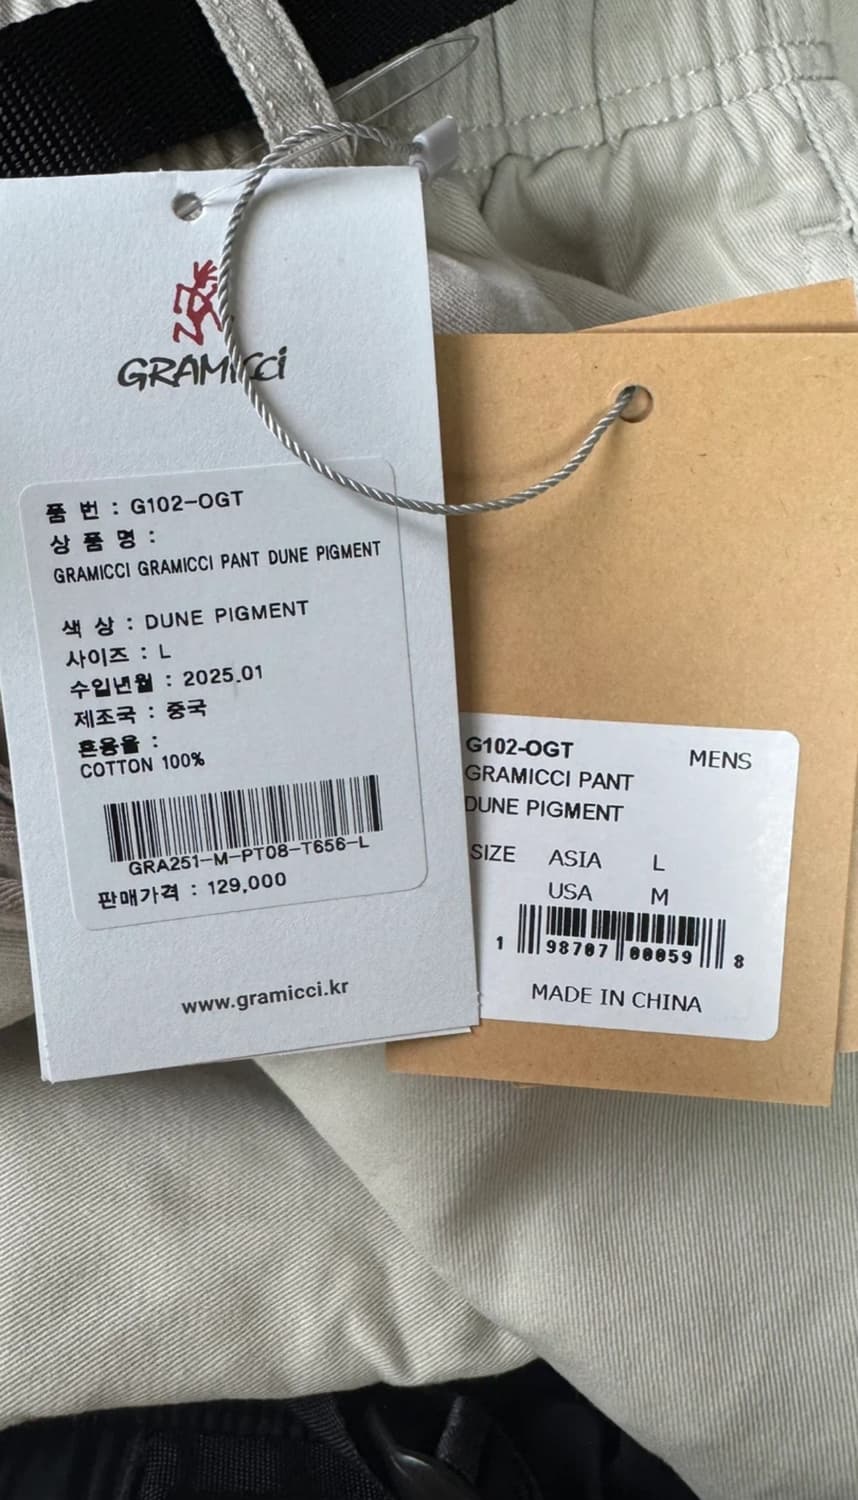 GRAMICCI
품 번 : G102-OGT
상 품 명 :
GRAMICCI GRAMICCI PANT DUNE PIGMENT
색 상 : DUNE PIGMENT
사이즈 : L
수입년월 : 2025.01
제조국 : 중국
혼용율 :
COTTON 100%
GRA251-M-PT08-T656-L
판매가격 : 129,000
www.gramicci.kr
G102-OGT MENS
GRAMICCI PANT
DUNE PIGMENT
SIZE ASIA L
USA M
1 98707 00059 8
MADE IN CHINA